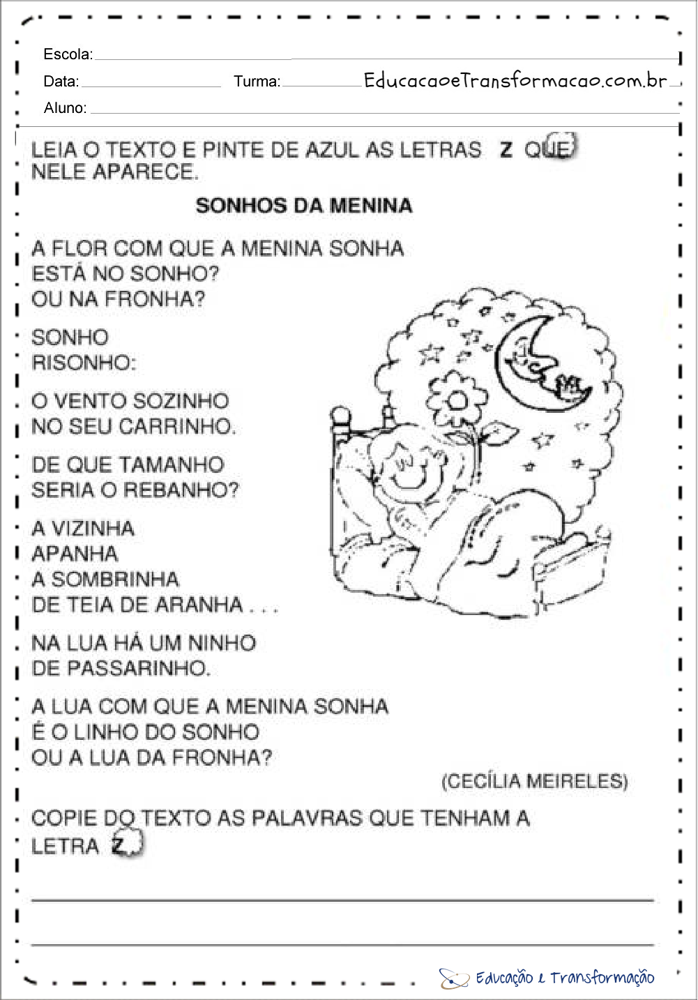 Escola:
Data: Turma: EducacaoeTransformacao.com.br
Aluno:
LEIA O TEXTO E PINTE DE AZUL AS LETRAS Z QUE
NELE APARECE.
SONHOS DA MENINA
A FLOR COM QUE A MENINA SONHA
ESTÁ NO SONHO?
OU NA FRONHA?
SONHO
RISONHO:
O VENTO SOZINHO
NO SEU CARRINHO.
DE QUE TAMANHO
SERIA O REBANHO?
A VIZINHA
APANHA
A SOMBRINHA
DE TEIA DE ARANHA . . .
NA LUA HÁ UM NINHO
DE PASSARINHO.
A LUA COM QUE A MENINA SONHA
É O LINHO DO SONHO
OU A LUA DA FRONHA?
(CECÍLIA MEIRELES)
COPIE DO TEXTO AS PALAVRAS QUE TENHAM A
LETRA Z
Educação e Transformação